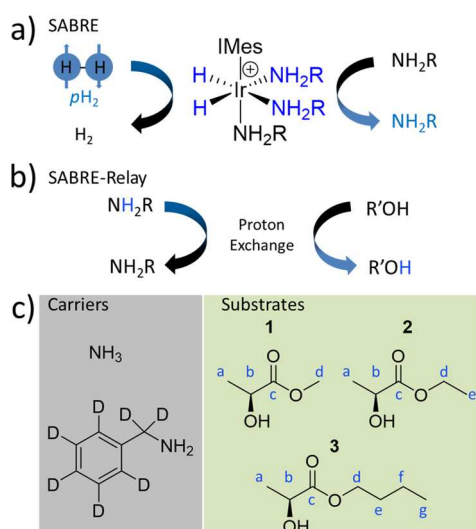 a) SABRE
H H
pH₂
H₂
IMes
⊕
H
Ir
NH₂R
H
NH₂R
NH₂R
NH₂R
NH₂R
b) SABRE-Relay
NH₂R
NH₂R
Proton
Exchange
R'OH
R'OH
c) Carriers
NH₃
D D
D
D
NH₂
D
D
D
Substrates
1
a b O d
c O
OH
2
a b O d
c O e
OH
3
a b O d f
c O e g
OH